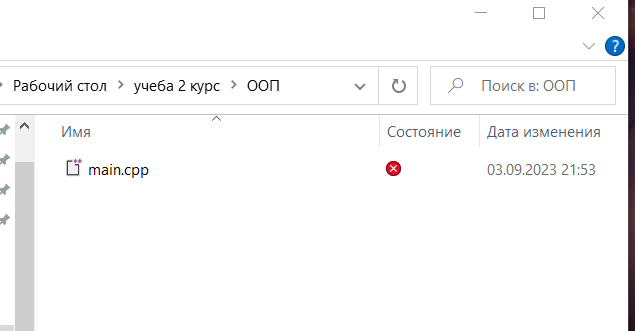 ?
Рабочий стол учеба 2 курс ООП Поиск в: ООП
Имя Состояние Дата изменения
main.cpp 03.09.2023 21:53